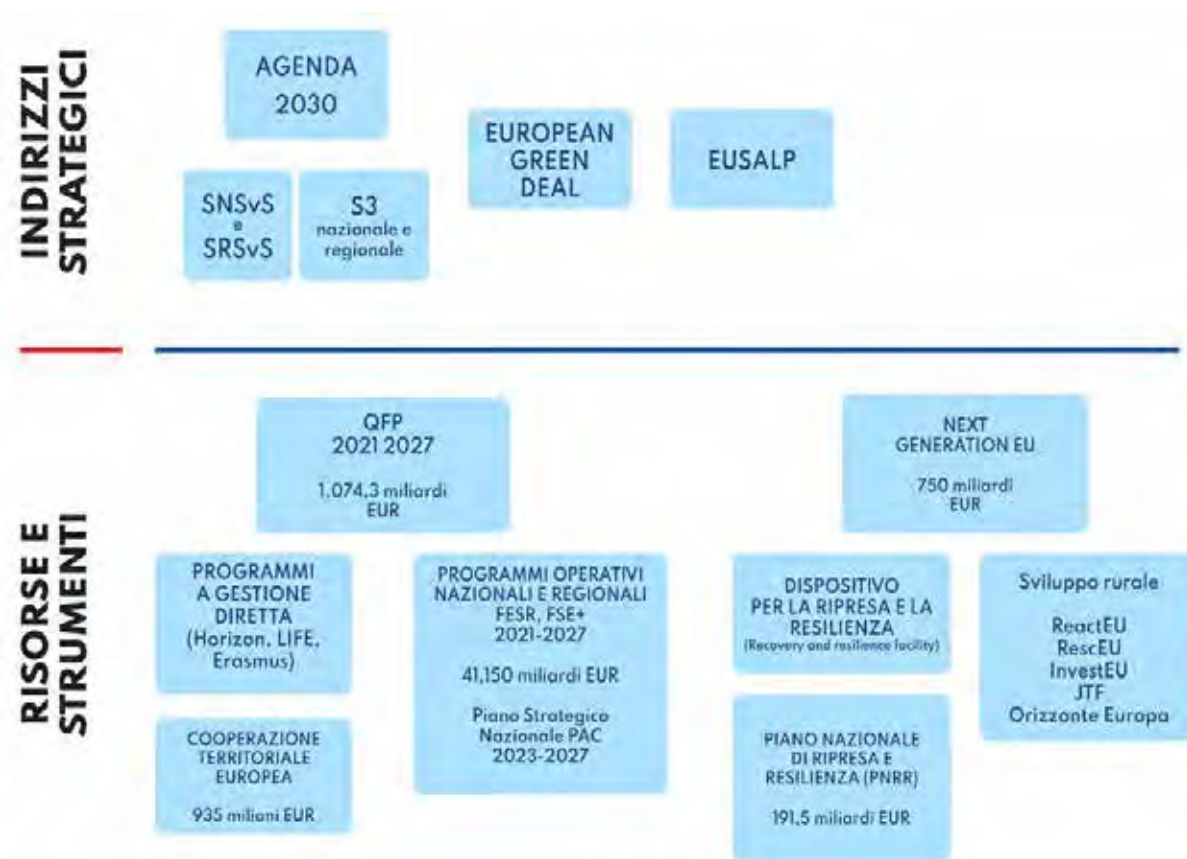 INDIRIZZI
STRATEGICI
AGENDA
2030
SNSvS
e
SRSvS
S3
nazionale e
regionale
EUROPEAN
GREEN
DEAL
EUSALP
RISORSE E
STRUMENTI
QFP
2021 2027
1.074,3 miliardi
EUR
PROGRAMMI
A GESTIONE
DIRETTA
(Horizon, LIFE,
Erasmus)
COOPERAZIONE
TERRITORIALE
EUROPEA
935 milioni EUR
PROGRAMMI OPERATIVI
NAZIONALI E REGIONALI
FESR, FSE+
2021-2027
41,150 miliardi EUR
Piano Strategico
Nazionale PAC
2023-2027
NEXT
GENERATION EU
750 miliardi
EUR
DISPOSITIVO
PER LA RIPRESA E LA
RESILIENZA
(Recovery and resilience facility)
PIANO NAZIONALE
DI RIPRESA E
RESILIENZA (PNRR)
191,5 miliardi EUR
Sviluppo rurale
ReactEU
RescEU
InvestEU
JTF
Orizzonte Europa